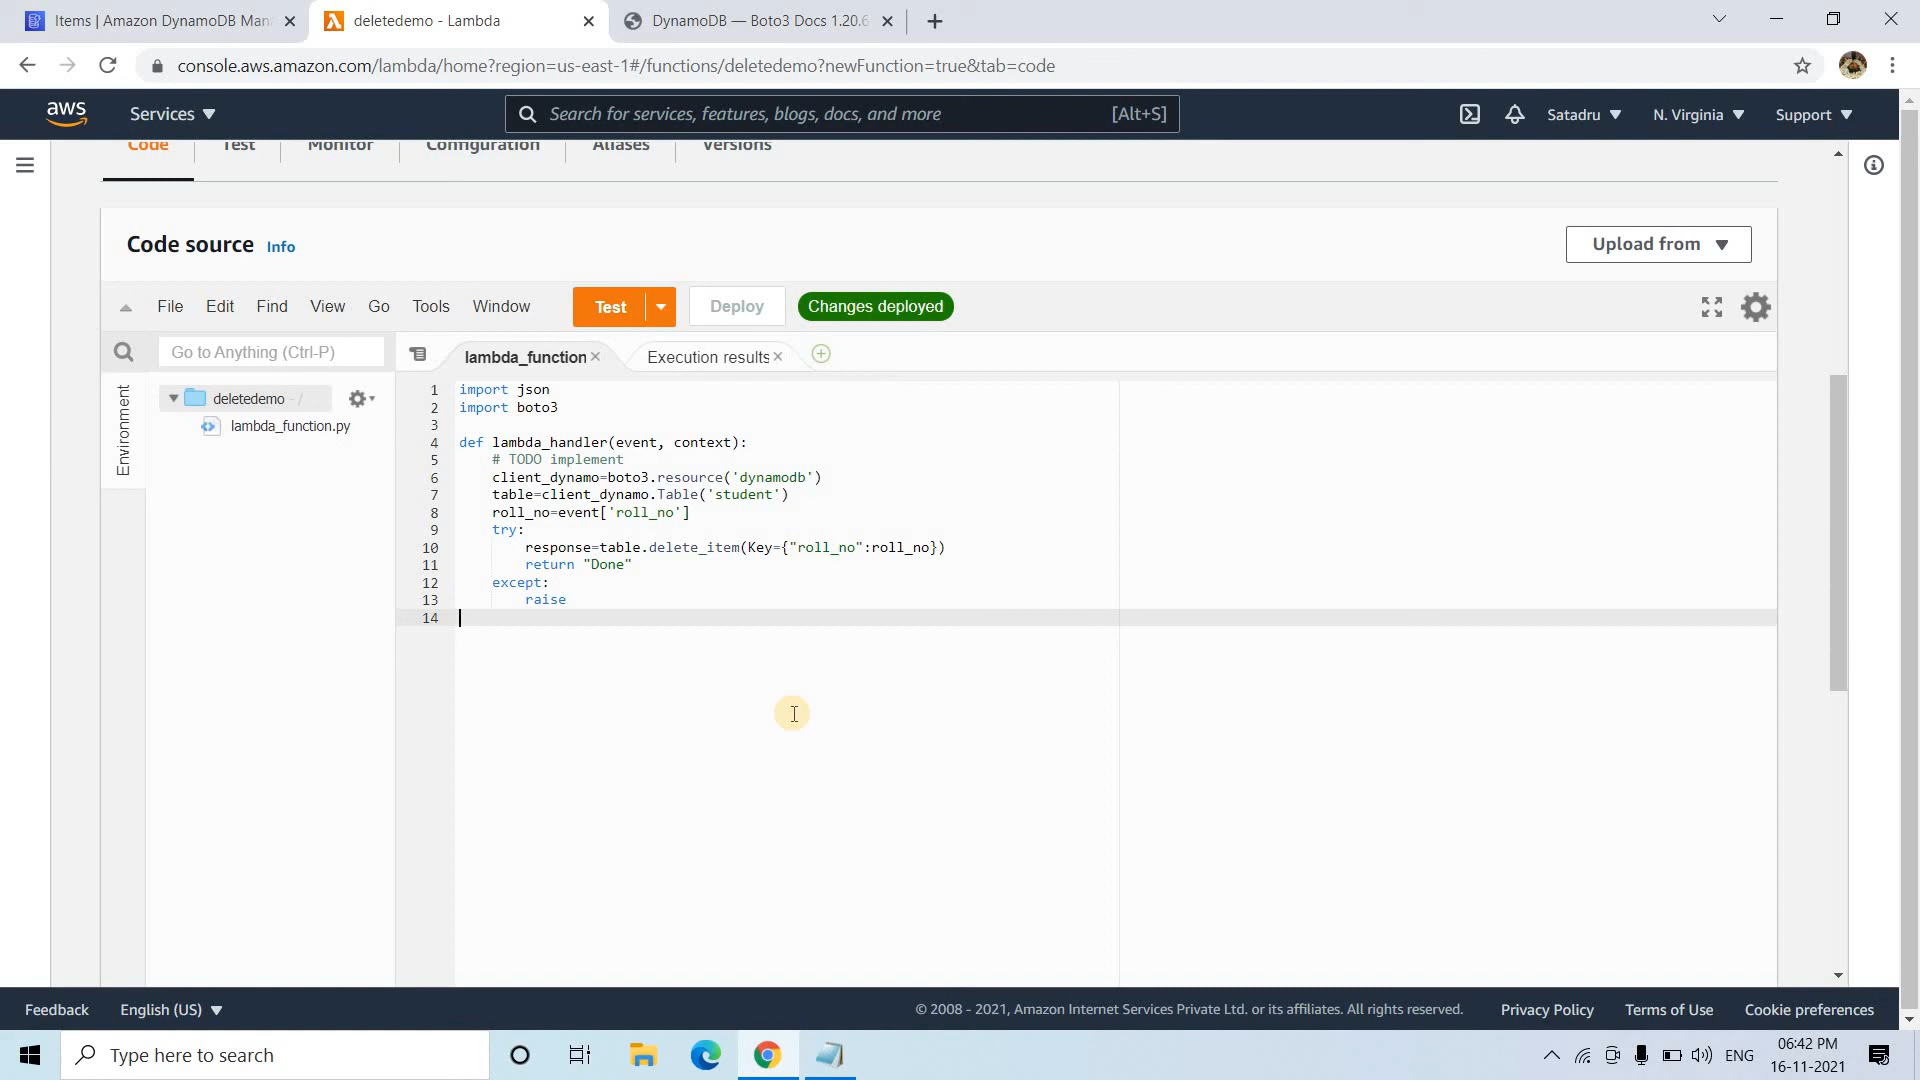 Items | Amazon DynamoDB Man
deletedemo - Lambda
DynamoDB — Boto3 Docs 1.20.6
console.aws.amazon.com/lambda/home?region=us-east-1#/functions/deletedemo?newFunction=true&tab=code
aws
Services
Search for services, features, blogs, docs, and more
[Alt+S]
Satadru
N. Virginia
Support
Code
Test
Monitor
Configuration
Aliases
Versions
Code source
Info
Upload from
File
Edit
Find
View
Go
Tools
Window
Test
Deploy
Changes deployed
Go to Anything (Ctrl-P)
lambda_function
Execution results
Environment
deletedemo - /
lambda_function.py
1 import json
2 import boto3
3
4 def lambda_handler(event, context):
5     # TODO implement
6     client_dynamo=boto3.resource('dynamodb')
7     table=client_dynamo.Table('student')
8     roll_no=event['roll_no']
9     try:
10         response=table.delete_item(Key={"roll_no":roll_no})
11         return "Done"
12     except:
13         raise
14
Feedback
English (US)
© 2008 - 2021, Amazon Internet Services Private Ltd. or its affiliates. All rights reserved.
Privacy Policy
Terms of Use
Cookie preferences
Type here to search
ENG
06:42 PM
16-11-2021